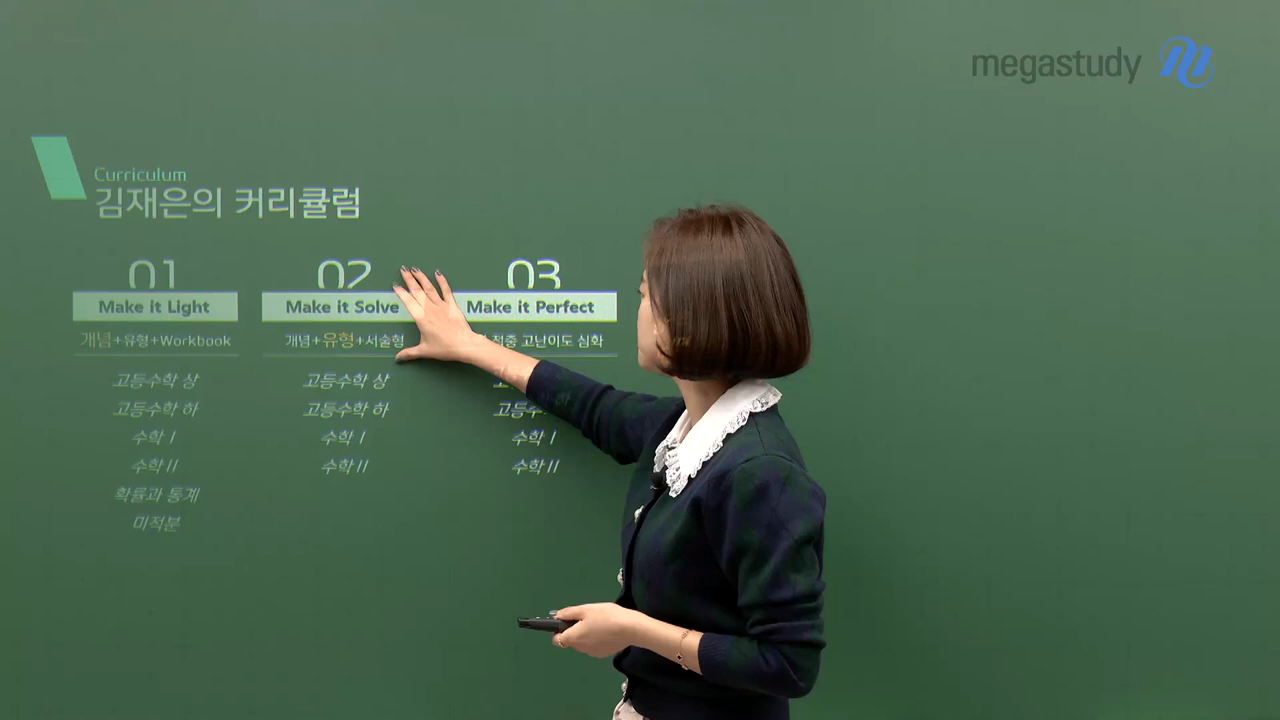 megastudy
Curriculum
김재은의 커리큘럼
01
Make it Light
개념+유형+Workbook
고등수학 상
고등수학 하
수학 I
수학 II
확률과 통계
미적분
02
Make it Solve
개념+유형+서술형
고등수학 상
고등수학 하
수학 I
수학 II
03
Make it Perfect
적중 고난이도 심화
수학 I
수학 II